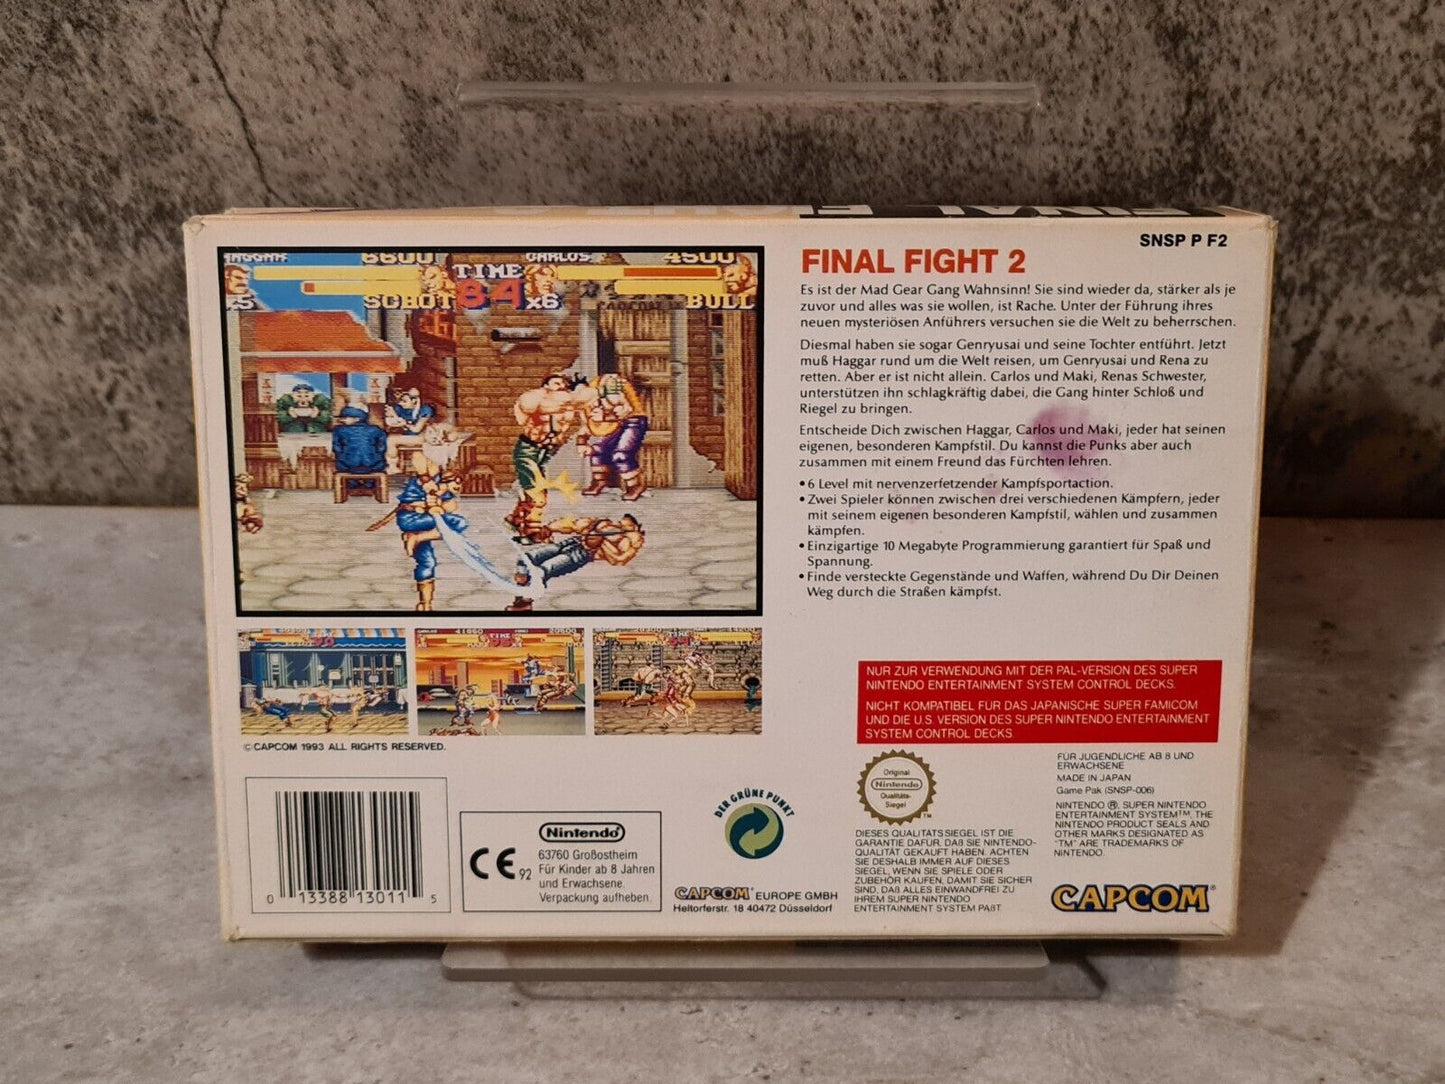 SNSP P F2
FINAL FIGHT 2
Es ist der Mad Gear Gang Wahnsinn! Sie sind wieder da, stärker als je
zuvor und alles was sie wollen, ist Rache. Unter der Führung ihres
neuen mysteriösen Anführers versuchen sie die Welt zu beherrschen.
Diesmal haben sie sogar Genryusai und seine Tochter entführt. Jetzt
muß Haggar rund um die Welt reisen, um Genryusai und Rena zu
retten. Aber er ist nicht allein. Carlos und Maki, Renas Schwester,
unterstützen ihn schlagkräftig dabei, die Gang hinter Schloß und
Riegel zu bringen.
Entscheide Dich zwischen Haggar, Carlos und Maki, jeder hat seinen
eigenen, besonderen Kampfstil. Du kannst die Punks aber auch
zusammen mit einem Freund das Fürchten lehren.
• 6 Level mit nervenzerfetzender Kampfsportaction.
• Zwei Spieler können zwischen drei verschiedenen Kämpfern, jeder
mit seinem eigenen besonderen Kampfstil, wählen und zusammen
kämpfen.
• Einzigartige 10 Megabyte Programmierung garantiert für Spaß und
Spannung.
• Finde versteckte Gegenstände und Waffen, während Du Dir Deinen
Weg durch die Straßen kämpfst.
HAGGAR 6600 CARLOS 4500
x5 TIME x6
84 BULL
© CAPCOM 1993 ALL RIGHTS RESERVED.
NUR ZUR VERWENDUNG MIT DER PAL-VERSION DES SUPER
NINTENDO ENTERTAINMENT SYSTEM CONTROL DECKS.
NICHT KOMPATIBEL FUR DAS JAPANISCHE SUPER FAMICOM
UND DIE U.S. VERSION DES SUPER NINTENDO ENTERTAINMENT
SYSTEM CONTROL DECKS.
0 13388 13011 5
CE 92
Nintendo®
63760 Großostheim
Für Kinder ab 8 Jahren
und Erwachsene.
Verpackung aufheben.
DER GRÜNE PUNKT
CAPCOM® EUROPE GMBH
Heltorferstr. 18 40472 Düsseldorf
Original
Nintendo
Qualitäts-
Siegel
TM
DIESES QUALITATSSIEGEL IST DIE
GARANTIE DAFUR, DAß SIE NINTENDO-
QUALITÄT GEKAUFT HABEN. ACHTEN
SIE DESHALB IMMER AUF DIESES
SIEGEL, WENN SIE SPIELE ODER
ZUBEHÖR KAUFEN, DAMIT SIE SICHER
SIND, DAß ALLES EINWANDFREI ZU
IHREM SUPER NINTENDO
ENTERTAINMENT SYSTEM PAßT.
FÜR JUGENDLICHE AB 8 UND
ERWACHSENE
MADE IN JAPAN
Game Pak (SNSP-006)
NINTENDO ®, SUPER NINTENDO
ENTERTAINMENT SYSTEM™, THE
NINTENDO PRODUCT SEALS AND
OTHER MARKS DESIGNATED AS
"TM" ARE TRADEMARKS OF
NINTENDO.
CAPCOM®